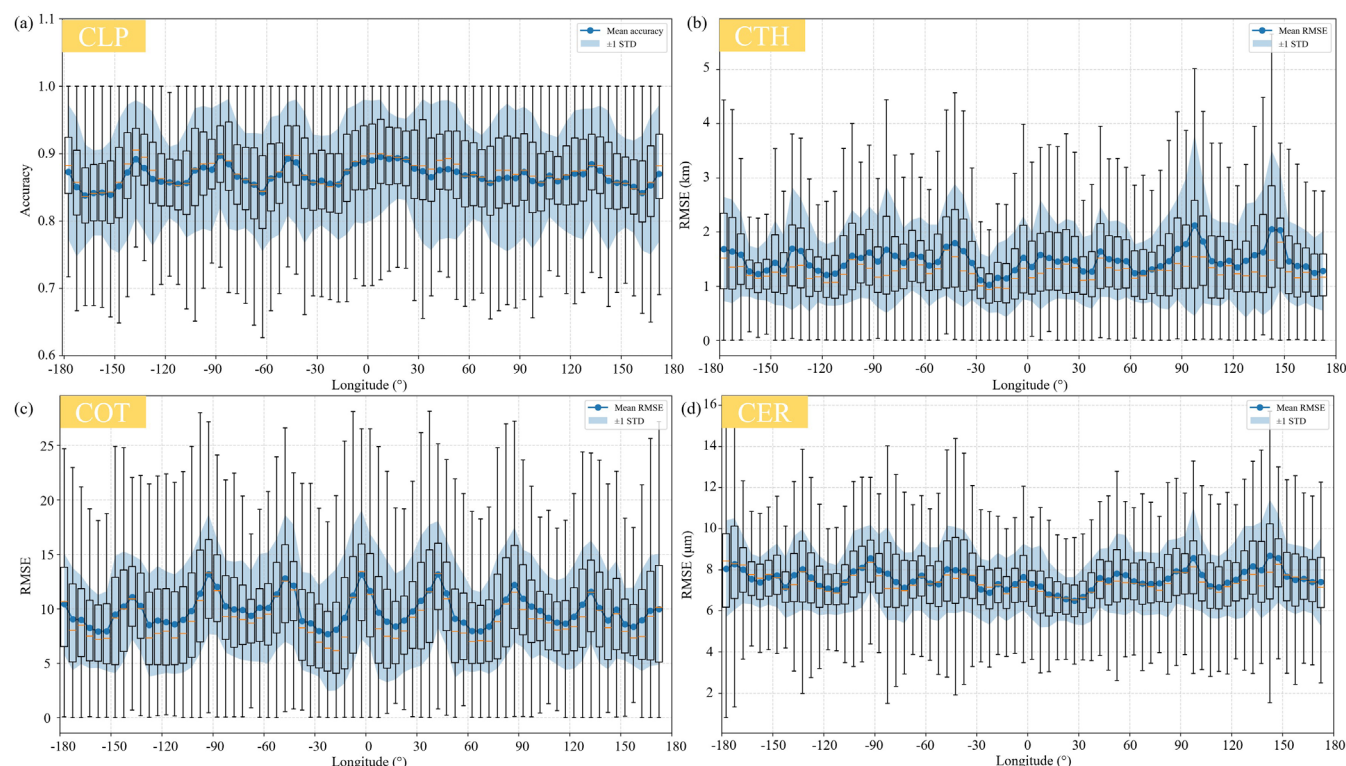 (a)
CLP
Mean accuracy
±1 STD
1.1
1.0
0.9
0.8
0.7
0.6
Accuracy
-180 -150 -120 -90 -60 -30 0 30 60 90 120 150 180
Longitude (°)
(b)
CTH
Mean RMSE
±1 STD
5
4
3
2
1
0
RMSE (km)
-180 -150 -120 -90 -60 -30 0 30 60 90 120 150 180
Longitude (°)
(c)
COT
Mean RMSE
±1 STD
25
20
15
10
5
0
RMSE
-180 -150 -120 -90 -60 -30 0 30 60 90 120 150 180
Longitude (°)
(d)
CER
Mean RMSE
±1 STD
16
14
12
10
8
6
4
2
RMSE (μm)
-180 -150 -120 -90 -60 -30 0 30 60 90 120 150 180
Longitude (°)